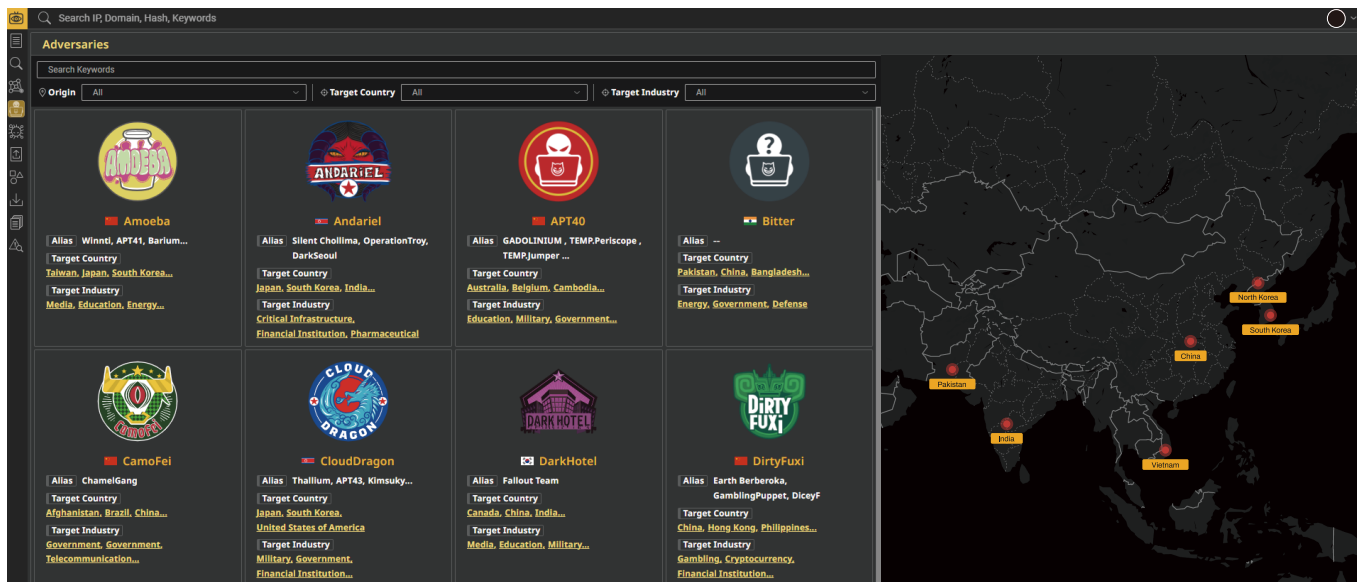 Search IP, Domain, Hash, Keywords
Adversaries
Search Keywords
Origin All Target Country All Target Industry All
AMOEBA
Amoeba
Alias Winnti, APT41, Barium...
Target Country
Taiwan, Japan, South Korea...
Target Industry
Media, Education, Energy...
ANDARIEL
Andariel
Alias Silent Chollima, OperationTroy,
DarkSeoul
Target Country
Japan, South Korea, India...
Target Industry
Critical Infrastructure,
Financial Institution, Pharmaceutical
APT40
Alias GADOLINIUM , TEMP.Periscope ,
TEMP.Jumper ...
Target Country
Australia, Belgium, Cambodia...
Target Industry
Education, Military, Government...
?
Bitter
Alias --
Target Country
Pakistan, China, Bangladesh...
Target Industry
Energy, Government, Defense
CamoFei
CamoFei
Alias ChamelGang
Target Country
Afghanistan, Brazil, China...
Target Industry
Government, Government,
Telecommunication...
CLOUD
DRAGON
CloudDragon
Alias Thallium, APT43, Kimsuky...
Target Country
Japan, South Korea,
United States of America
Target Industry
Military, Government,
Financial Institution...
DARK HOTEL
DarkHotel
Alias Fallout Team
Target Country
Canada, China, India...
Target Industry
Media, Education, Military...
DiRTY
FUXi
DirtyFuxi
Alias Earth Berberoka,
GamblingPuppet, DiceyF
Target Country
China, Hong Kong, Philippines...
Target Industry
Gambling, Cryptocurrency,
Financial Institution...
North Korea
South Korea
China
Pakistan
India
Vietnam